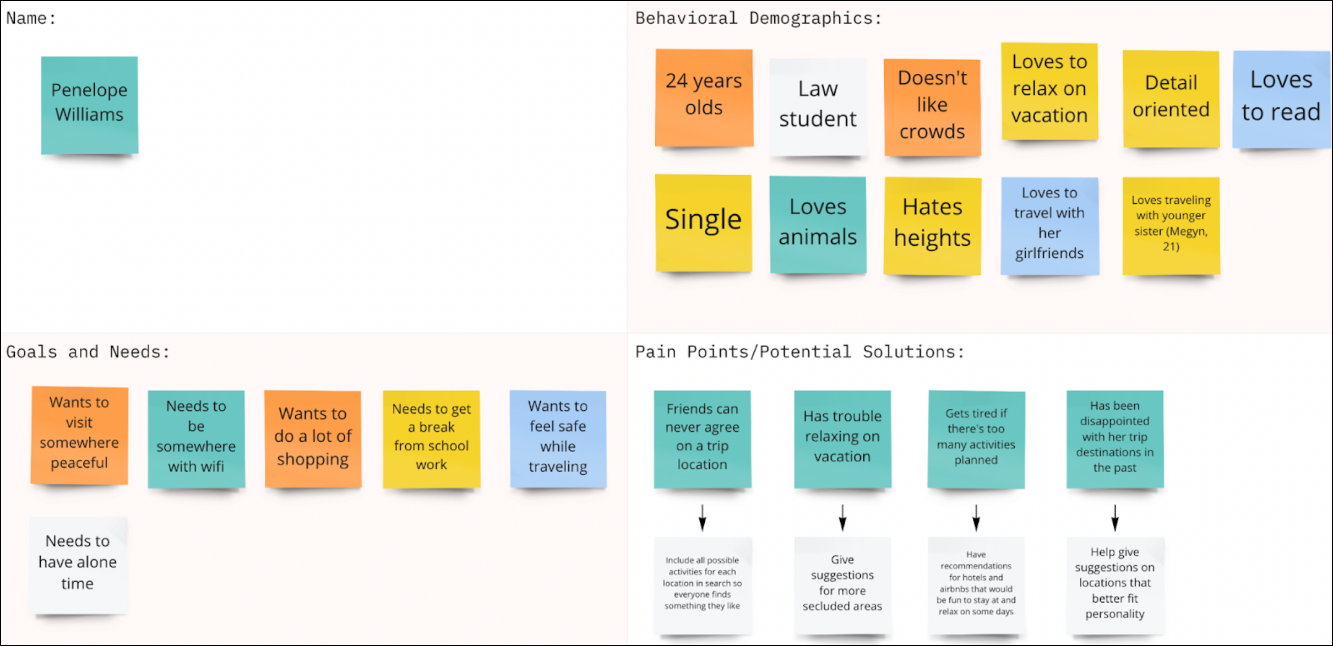 Name:
Penelope
Williams
Behavioral Demographics:
24 years
olds
Law
student
Doesn't
like
crowds
Loves to
relax on
vacation
Detail
oriented
Loves
to read
Single
Loves
animals
Hates
heights
Loves to
travel with
her
girlfriends
Loves traveling
with younger
sister (Megyn,
21)
Goals and Needs:
Wants to
visit
somewhere
peaceful
Needs to
be
somewhere
with wifi
Wants to
do a lot of
shopping
Needs to get
a break
from school
work
Wants to
feel safe
while
traveling
Needs to
have alone
time
Pain Points/Potential Solutions:
Friends can
never agree
on a trip
location
Has trouble
relaxing on
vacation
Gets tired if
there's too
many activities
planned
Has been
disappointed
with her trip
destinations in
the past
Include all possible
activities for each
location in search so
everyone finds
something they like
Give
suggestions
for more
secluded areas
Have
recommendations
for hotels and
airbnbs that would
be fun to stay at and
relax on some days
Help give
suggestions on
locations that
better fit
personality